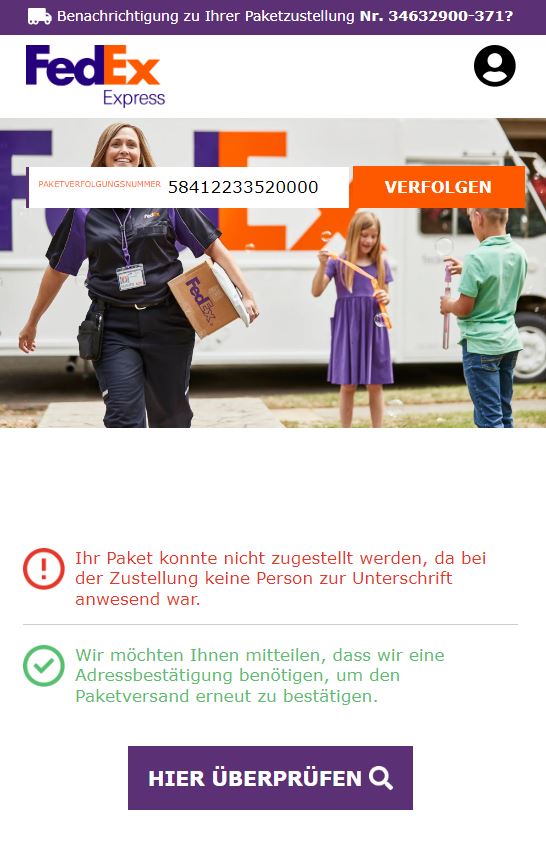 Benachrichtigung zu Ihrer Paketzustellung Nr. 34632900-371?
FedEx
Express
PAKETVERFOLGUNGSNUMMER 58412233520000 VERFOLGEN
FedEx
FedEx
Ihr Paket konnte nicht zugestellt werden, da bei
der Zustellung keine Person zur Unterschrift
anwesend war.
Wir möchten Ihnen mitteilen, dass wir eine
Adressbestätigung benötigen, um den
Paketversand erneut zu bestätigen.
HIER ÜBERPRÜFEN